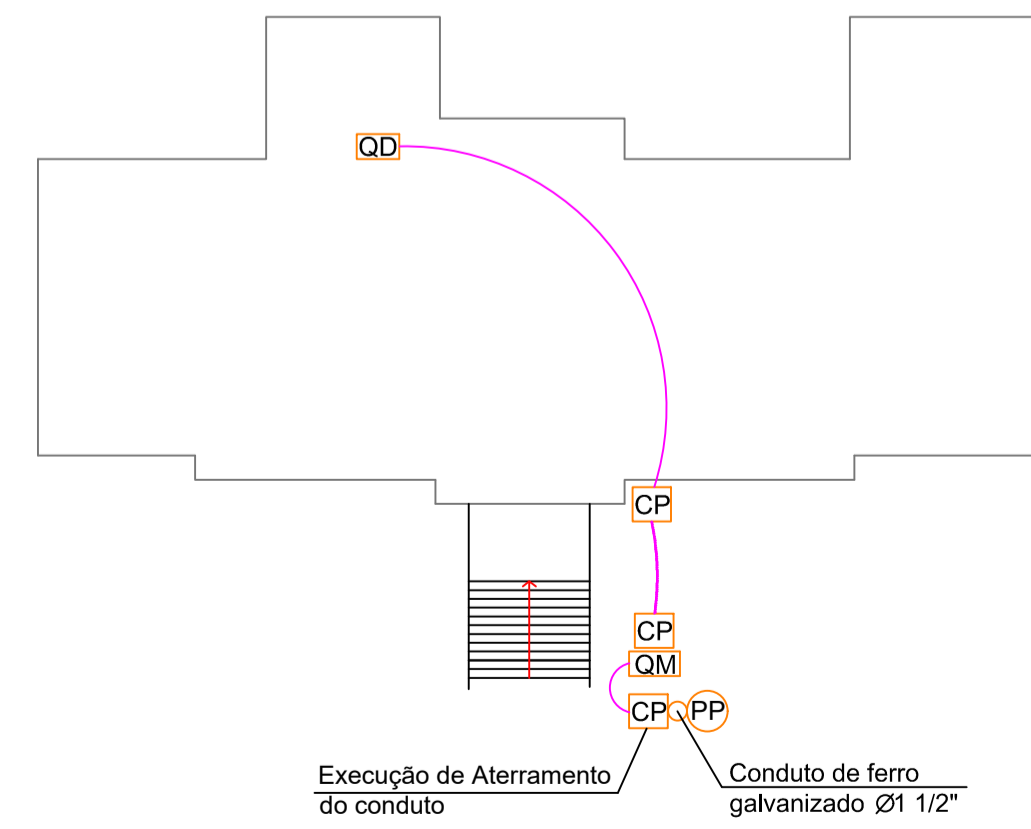 QD
CP
CP
QM
CP PP
Execução de Aterramento
do conduto
Conduto de ferro
galvanizado Ø1 1/2"